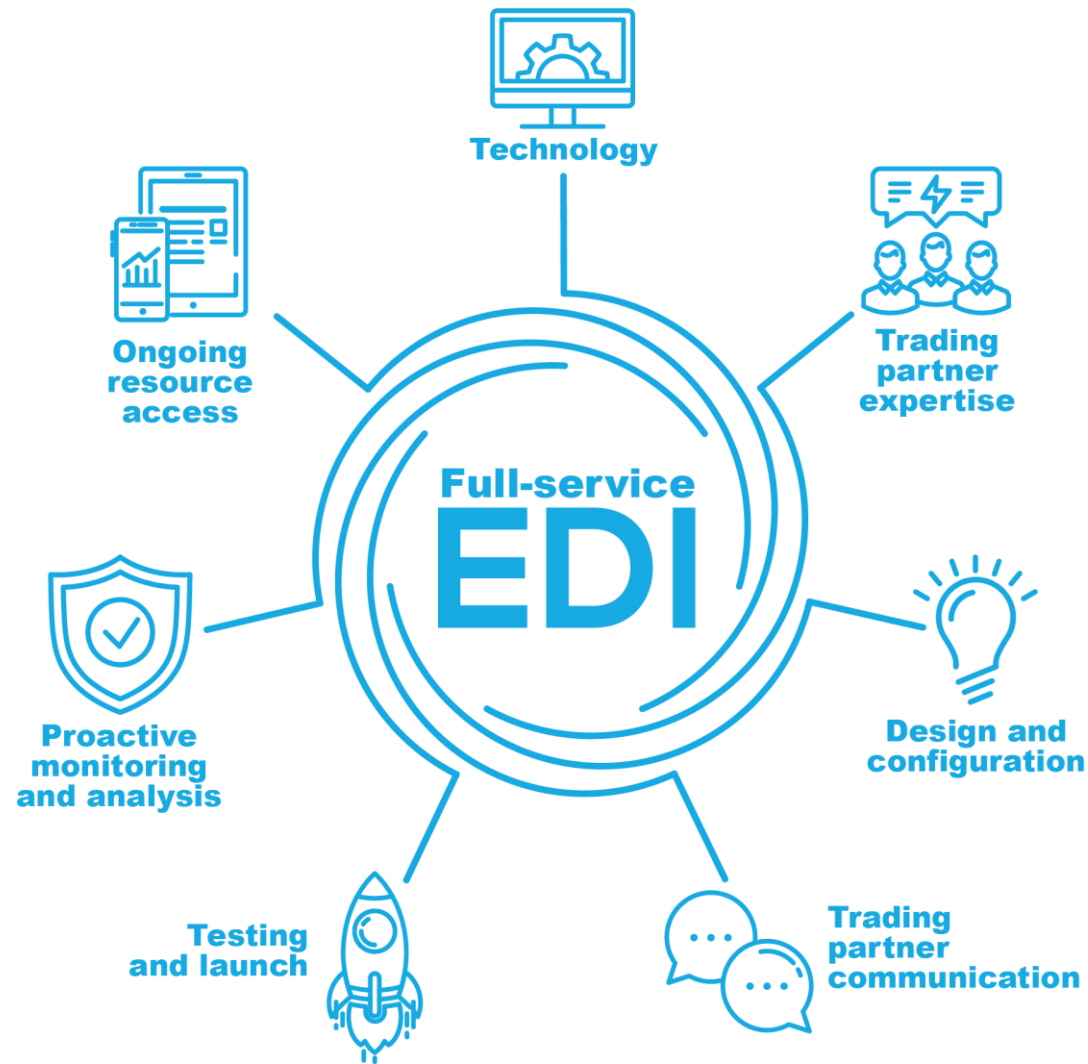 Technology
Trading
partner
expertise
Design and
configuration
Trading
partner
communication
Testing
and launch
Proactive
monitoring
and analysis
Ongoing
resource
access
Full-service
EDI